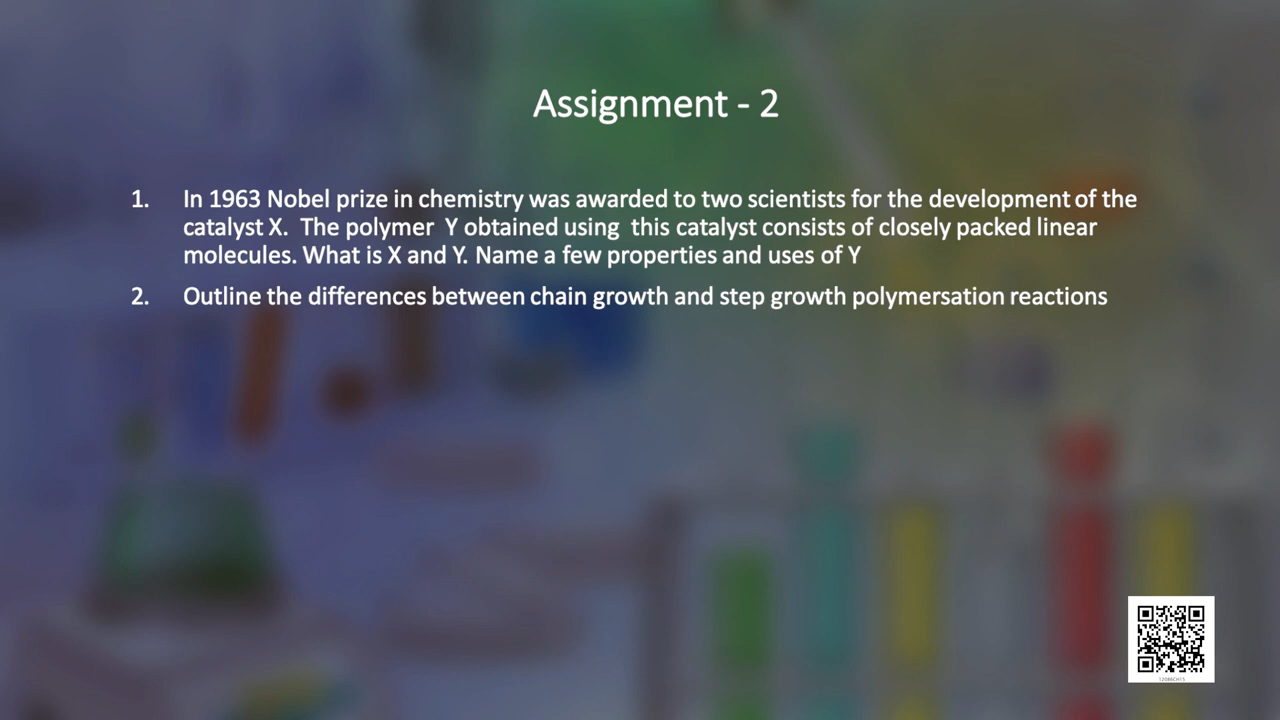 Assignment - 2
1. In 1963 Nobel prize in chemistry was awarded to two scientists for the development of the
catalyst X. The polymer Y obtained using this catalyst consists of closely packed linear
molecules. What is X and Y. Name a few properties and uses of Y
2. Outline the differences between chain growth and step growth polymersation reactions